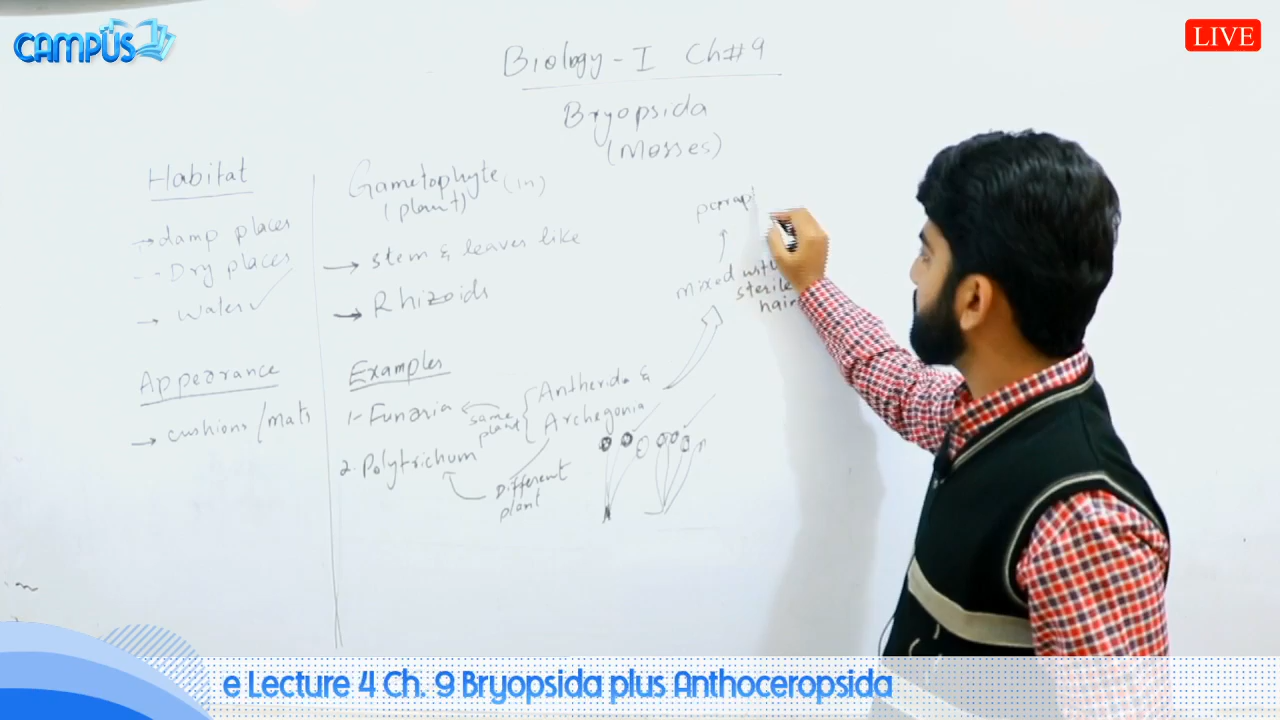 CAMPUS
LIVE
Biology - I Ch#9
Bryopsida
(Mosses)
Habitat
→ damp places
-- Dry places
→ Water ✓
Appearance
→ cushions / mats
Gametophyte (1n)
(plant)
→ stem & leaves like
→ Rhizoids
Examples
1- Funaria
2. Polytrichum
same
plant
Antherida &
Archegonia
Different
plant
Mixed with
sterile
hair
e Lecture 4 Ch. 9 Bryopsida plus Anthoceropsida